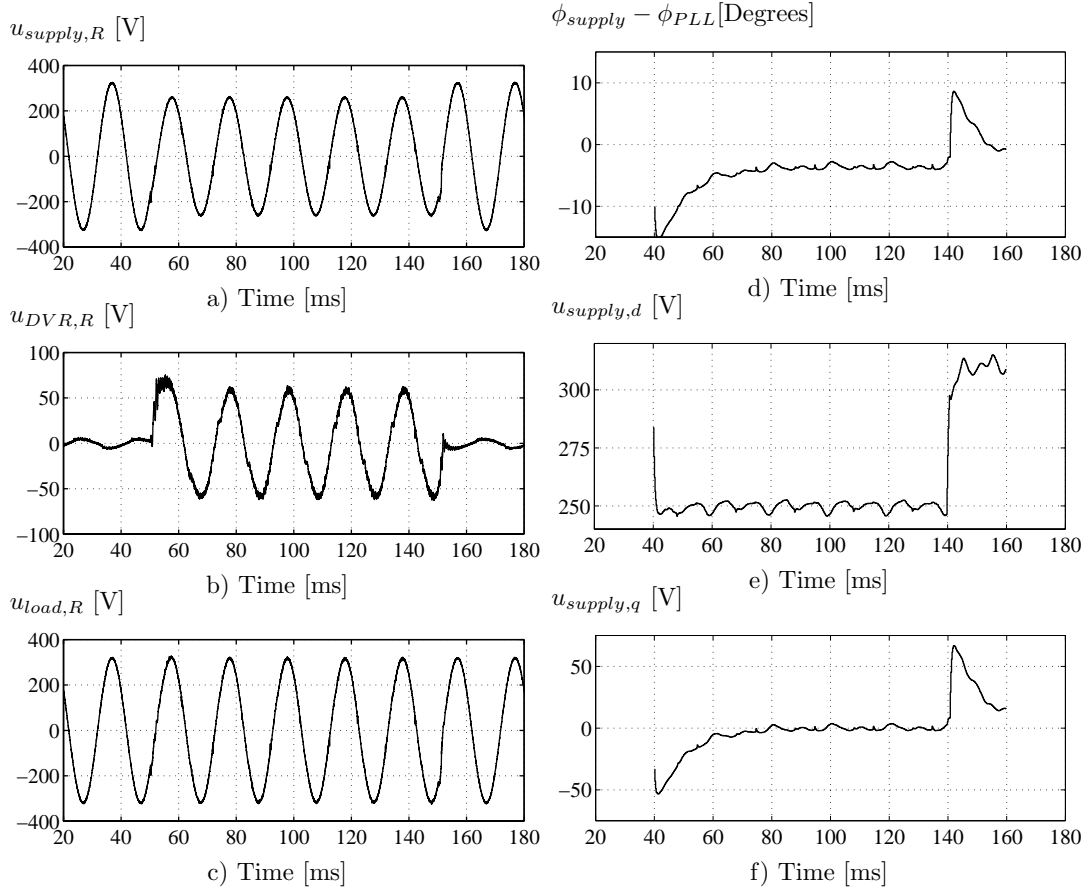 u_{supply,R} [V]
400
200
0
−200
−400
20 40 60 80 100 120 140 160 180
a) Time [ms]
u_{DVR,R} [V]
100
50
0
−50
−100
20 40 60 80 100 120 140 160 180
b) Time [ms]
u_{load,R} [V]
400
200
0
−200
−400
20 40 60 80 100 120 140 160 180
c) Time [ms]
ϕ_{supply} − ϕ_{PLL}[Degrees]
10
0
−10
20 40 60 80 100 120 140 160 180
d) Time [ms]
u_{supply,d} [V]
300
275
250
20 40 60 80 100 120 140 160 180
e) Time [ms]
u_{supply,q} [V]
50
0
−50
20 40 60 80 100 120 140 160 180
f) Time [ms]